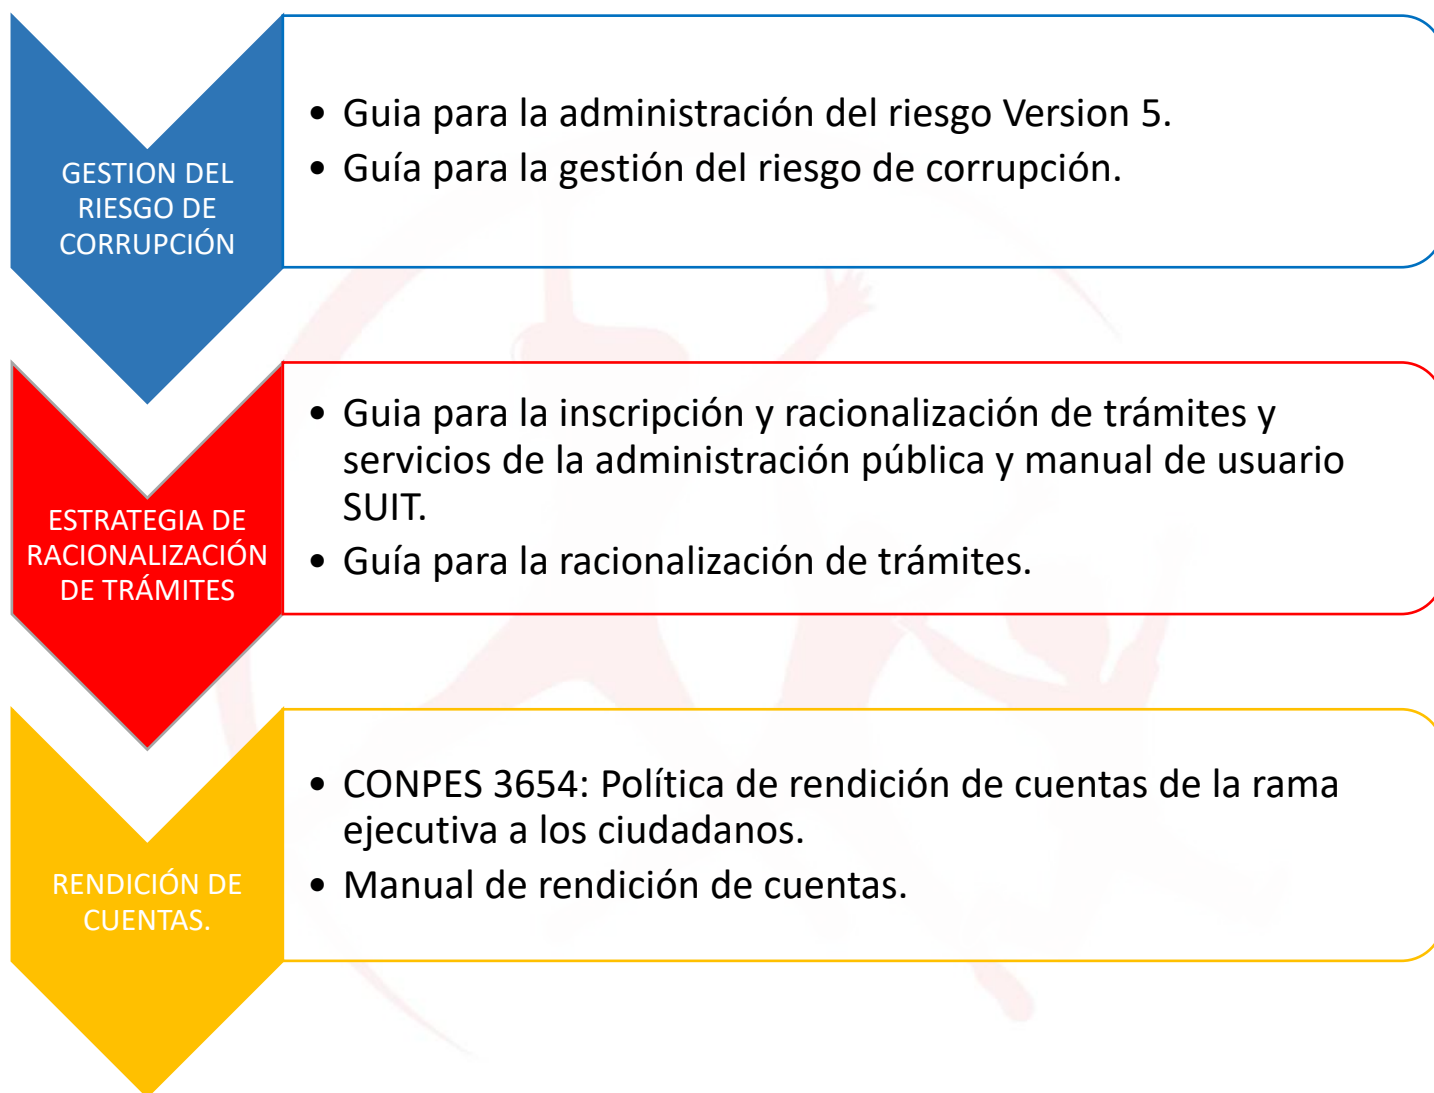 GESTION DEL
RIESGO DE
CORRUPCIÓN
• Guia para la administración del riesgo Version 5.
• Guía para la gestión del riesgo de corrupción.
ESTRATEGIA DE
RACIONALIZACIÓN
DE TRÁMITES
• Guia para la inscripción y racionalización de trámites y
servicios de la administración pública y manual de usuario
SUIT.
• Guía para la racionalización de trámites.
RENDICIÓN DE
CUENTAS.
• CONPES 3654: Política de rendición de cuentas de la rama
ejecutiva a los ciudadanos.
• Manual de rendición de cuentas.